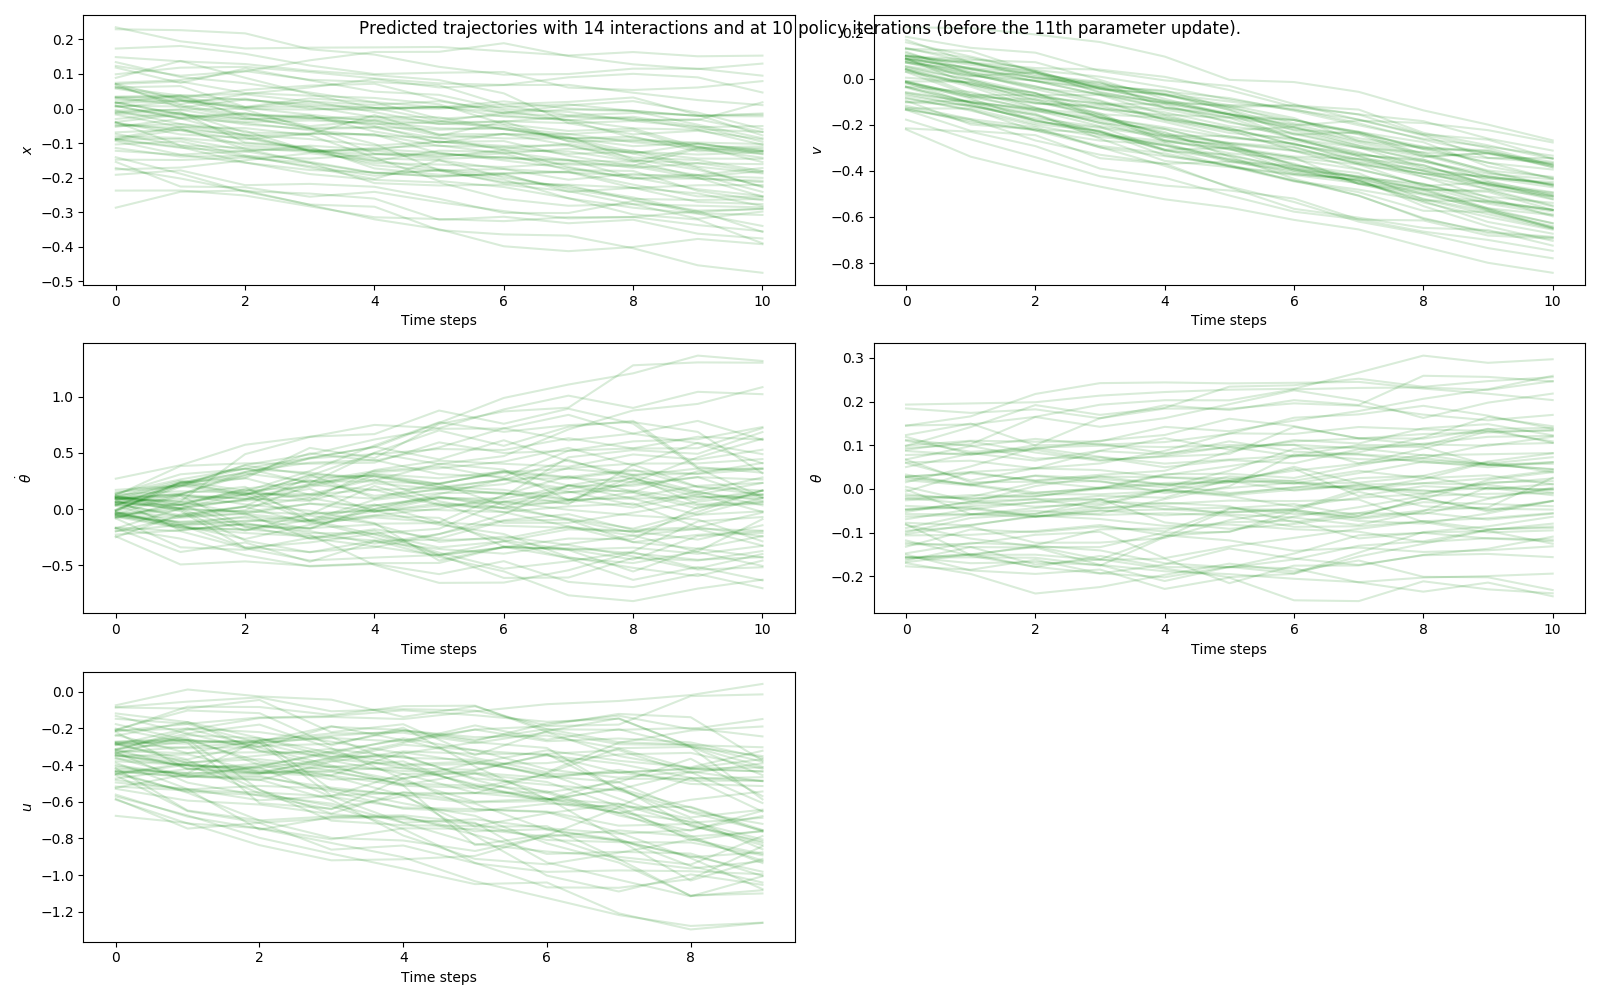 Predicted trajectories with 14 interactions and at 10 policy iterations (before the 11th parameter update).
0.2
0.1
0.0
−0.1
−0.2
−0.3
−0.4
−0.5
x
0 2 4 6 8 10
Time steps
0.2
0.0
−0.2
−0.4
−0.6
−0.8
v
0 2 4 6 8 10
Time steps
1.0
0.5
0.0
−0.5
θ̇
0 2 4 6 8 10
Time steps
0.3
0.2
0.1
0.0
−0.1
−0.2
θ
0 2 4 6 8 10
Time steps
0.0
−0.2
−0.4
−0.6
−0.8
−1.0
−1.2
u
0 2 4 6 8
Time steps